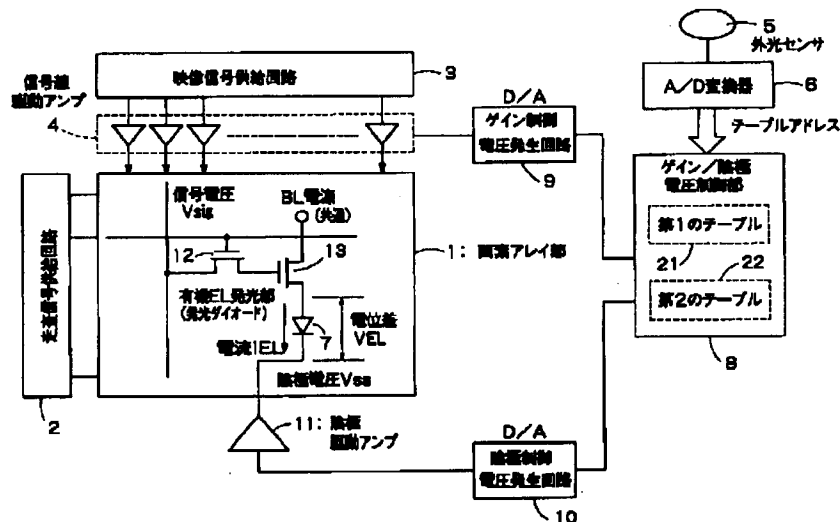 5
外光センサ
信号線
駆動アンプ
映像信号供給回路
3
A/D変換器
6
4
D/A
ゲイン制御
電圧発生回路
9
テーブルアドレス
ゲイン/陰極
電圧制御部
第1のテーブル
21
22
第2のテーブル
8
走査信号供給回路
2
信号電圧
Vsig
BL電源
(共通)
12
13
1:画素アレイ部
有機EL発光部
(発光ダイオード)
7
電位差
VEL
電流IEL
陰極電圧Vss
11:陰極
駆動アンプ
D/A
陰極制御
電圧発生回路
10